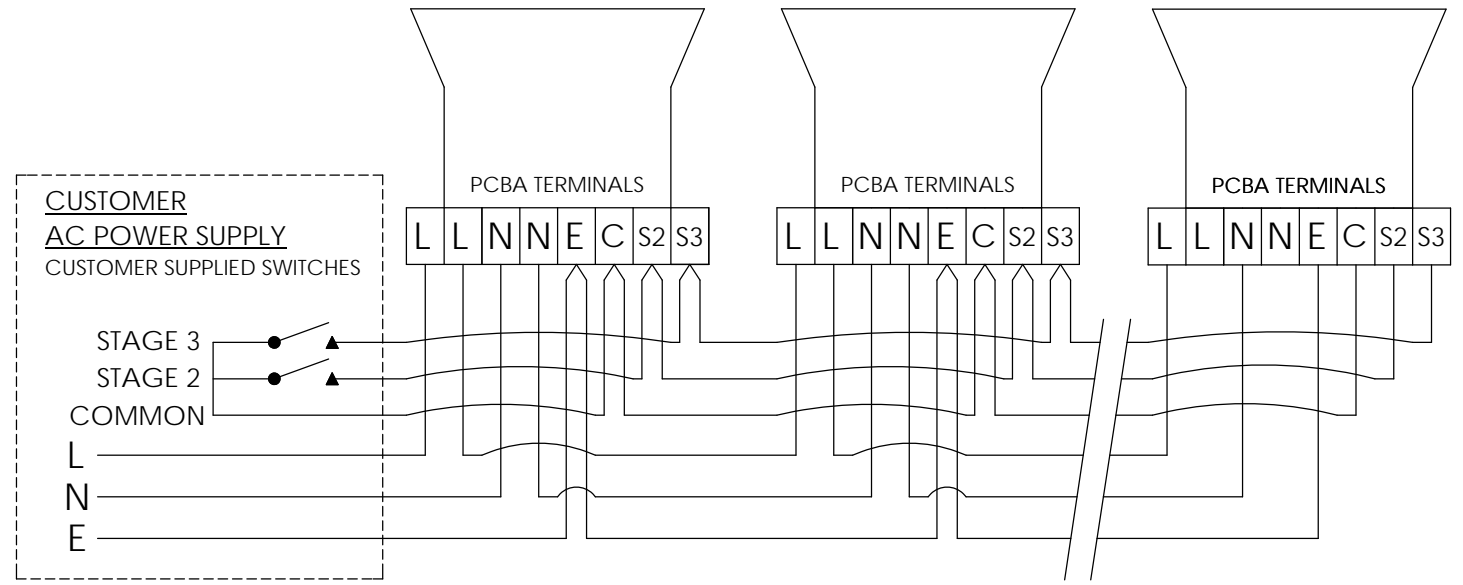 PCBA TERMINALS
PCBA TERMINALS
PCBA TERMINALS
CUSTOMER
AC POWER SUPPLY
CUSTOMER SUPPLIED SWITCHES
L L N N E C S2 S3
L L N N E C S2 S3
L L N N E C S2 S3
STAGE 3
STAGE 2
COMMON
L
N
E